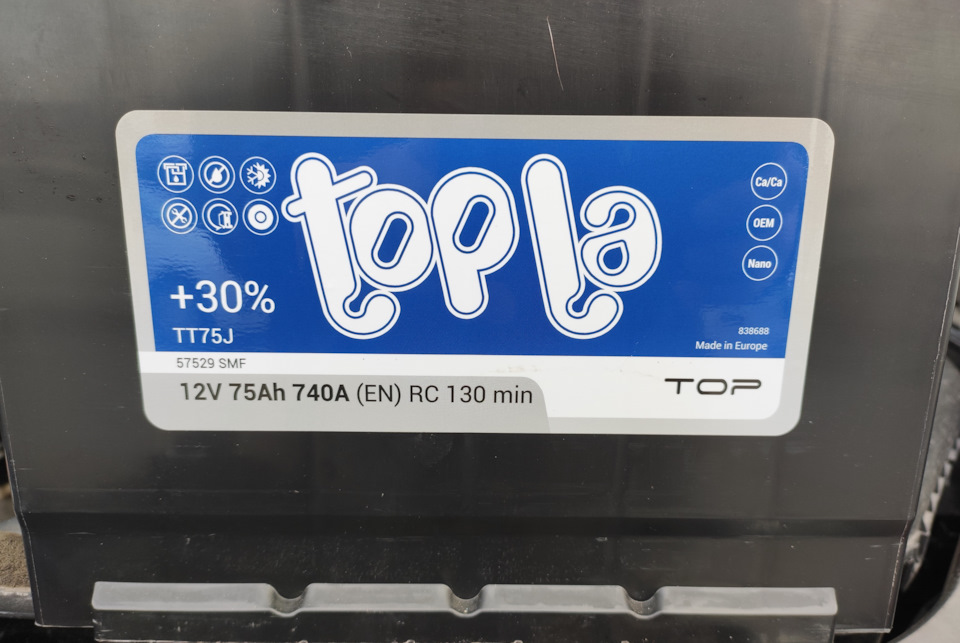 topla
Ca/Ca
OEM
Nano
+30%
TT75J
838688
Made in Europe
57529 SMF
12V 75Ah 740A (EN) RC 130 min
TOP